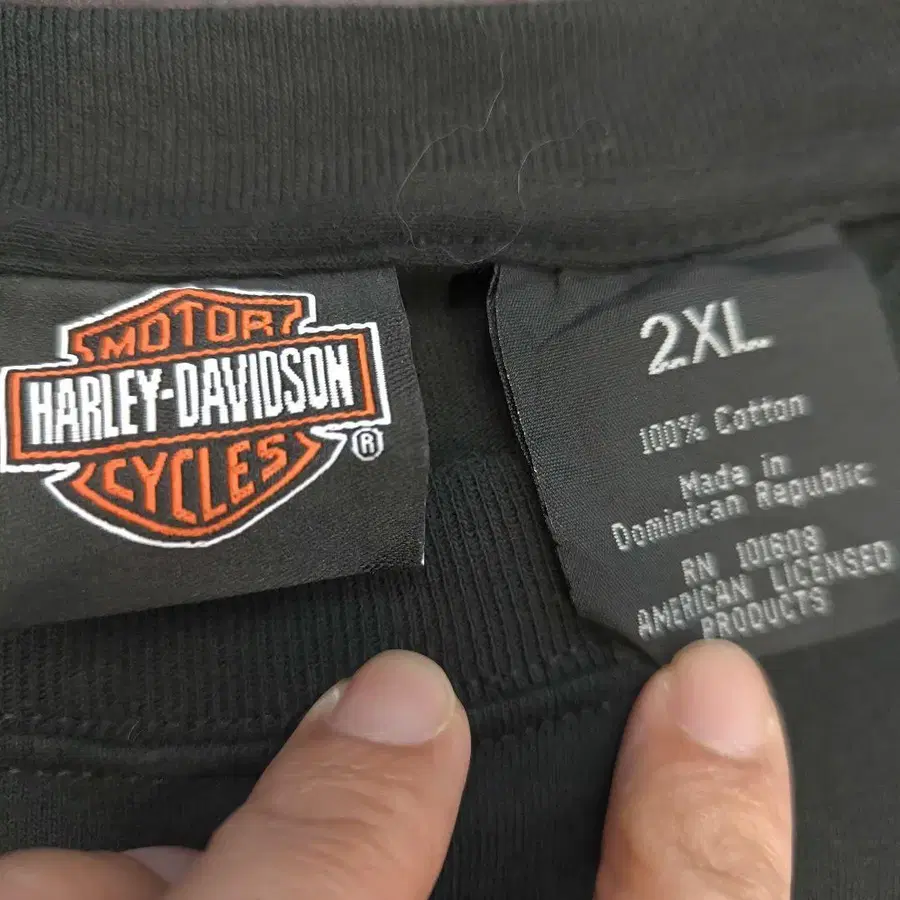 MOTOR
HARLEY-DAVIDSON
CYCLES
®
2XL
100% Cotton
Made in
Dominican Republic
RN 101608
AMERICAN LICENSED
PRODUCTS